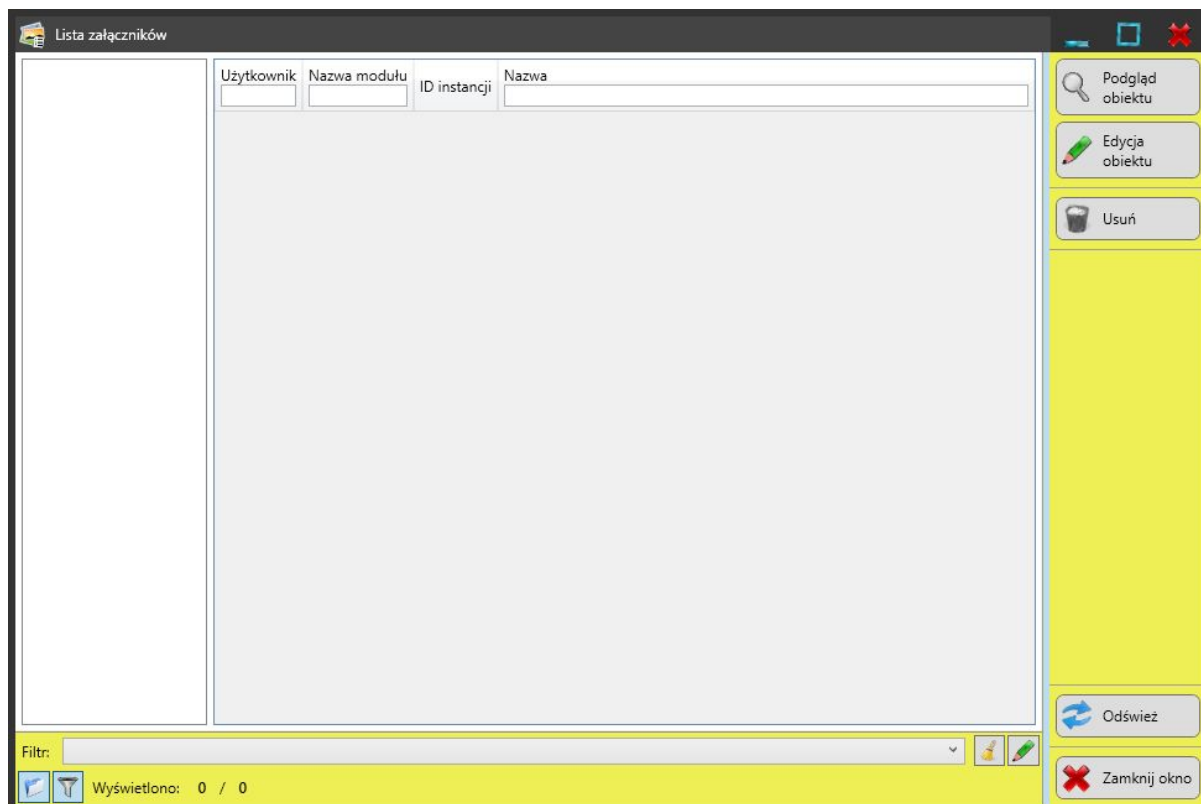 Lista załączników
Użytkownik Nazwa modułu ID instancji Nazwa
Podgląd
obiektu
Edycja
obiektu
Usuń
Odśwież
Filtr:
Wyświetlono: 0 / 0
Zamknij okno